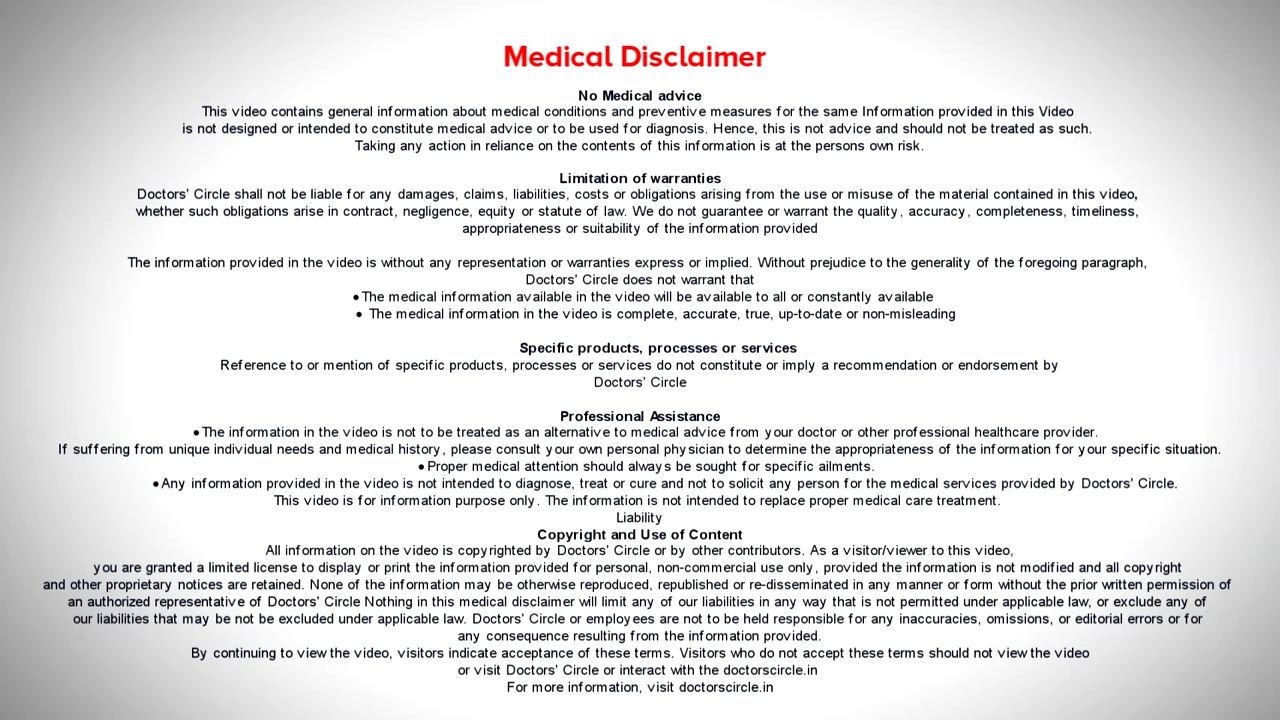 Medical Disclaimer
No Medical advice
This video contains general information about medical conditions and preventive measures for the same Information provided in this Video
is not designed or intended to constitute medical advice or to be used for diagnosis. Hence, this is not advice and should not be treated as such.
Taking any action in reliance on the contents of this information is at the persons own risk.
Limitation of warranties
Doctors' Circle shall not be liable for any damages, claims, liabilities, costs or obligations arising from the use or misuse of the material contained in this video,
whether such obligations arise in contract, negligence, equity or statute of law. We do not guarantee or warrant the quality, accuracy, completeness, timeliness,
appropriateness or suitability of the information provided
The information provided in the video is without any representation or warranties express or implied. Without prejudice to the generality of the foregoing paragraph,
Doctors' Circle does not warrant that
•The medical information available in the video will be available to all or constantly available
• The medical information in the video is complete, accurate, true, up-to-date or non-misleading
Specific products, processes or services
Reference to or mention of specific products, processes or services do not constitute or imply a recommendation or endorsement by
Doctors' Circle
Professional Assistance
•The information in the video is not to be treated as an alternative to medical advice from your doctor or other professional healthcare provider.
If suffering from unique individual needs and medical history, please consult your own personal physician to determine the appropriateness of the information for your specific situation.
•Proper medical attention should always be sought for specific ailments.
•Any information provided in the video is not intended to diagnose, treat or cure and not to solicit any person for the medical services provided by Doctors' Circle.
This video is for information purpose only. The information is not intended to replace proper medical care treatment.
Liability
Copyright and Use of Content
All information on the video is copyrighted by Doctors' Circle or by other contributors. As a visitor/viewer to this video,
you are granted a limited license to display or print the information provided for personal, non-commercial use only, provided the information is not modified and all copyright
and other proprietary notices are retained. None of the information may be otherwise reproduced, republished or re-disseminated in any manner or form without the prior written permission of
an authorized representative of Doctors' Circle Nothing in this medical disclaimer will limit any of our liabilities in any way that is not permitted under applicable law, or exclude any of
our liabilities that may be not be excluded under applicable law. Doctors' Circle or employees are not to be held responsible for any inaccuracies, omissions, or editorial errors or for
any consequence resulting from the information provided.
By continuing to view the video, visitors indicate acceptance of these terms. Visitors who do not accept these terms should not view the video
or visit Doctors' Circle or interact with the doctorscircle.in
For more information, visit doctorscircle.in